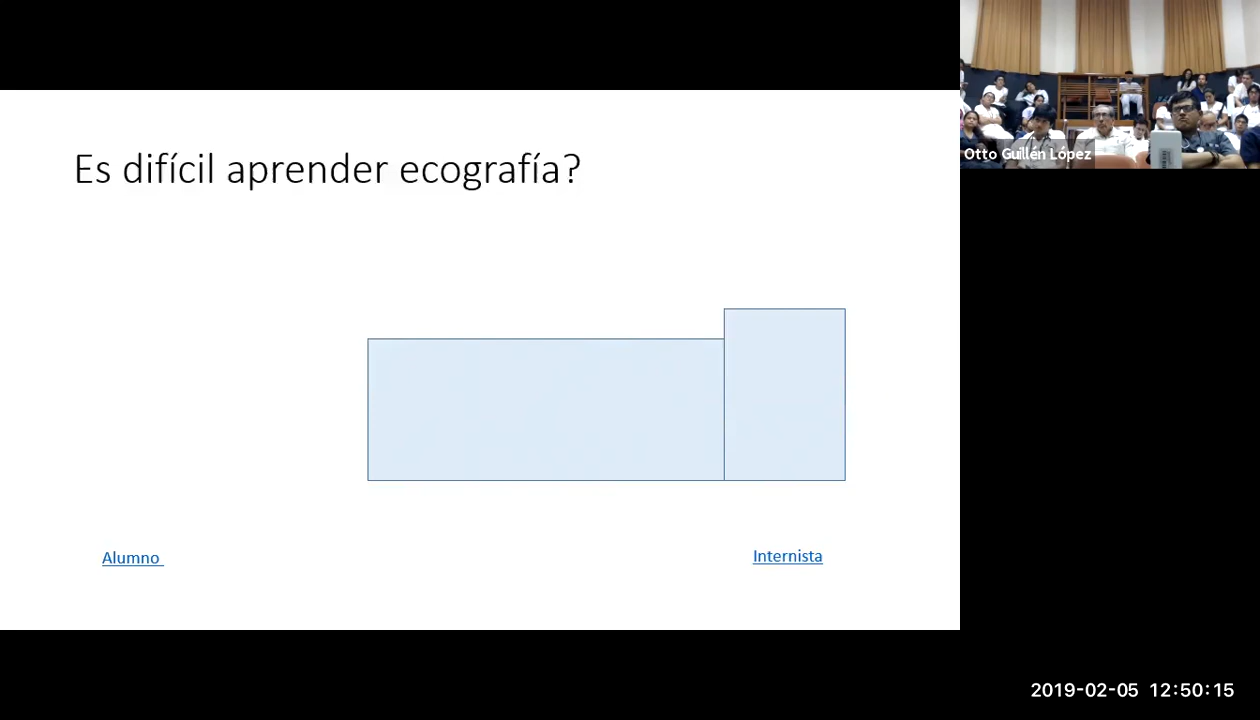 Es difícil aprender ecografía?
Otto Guillén López
Alumno
Internista
2019-02-05 12:50:15